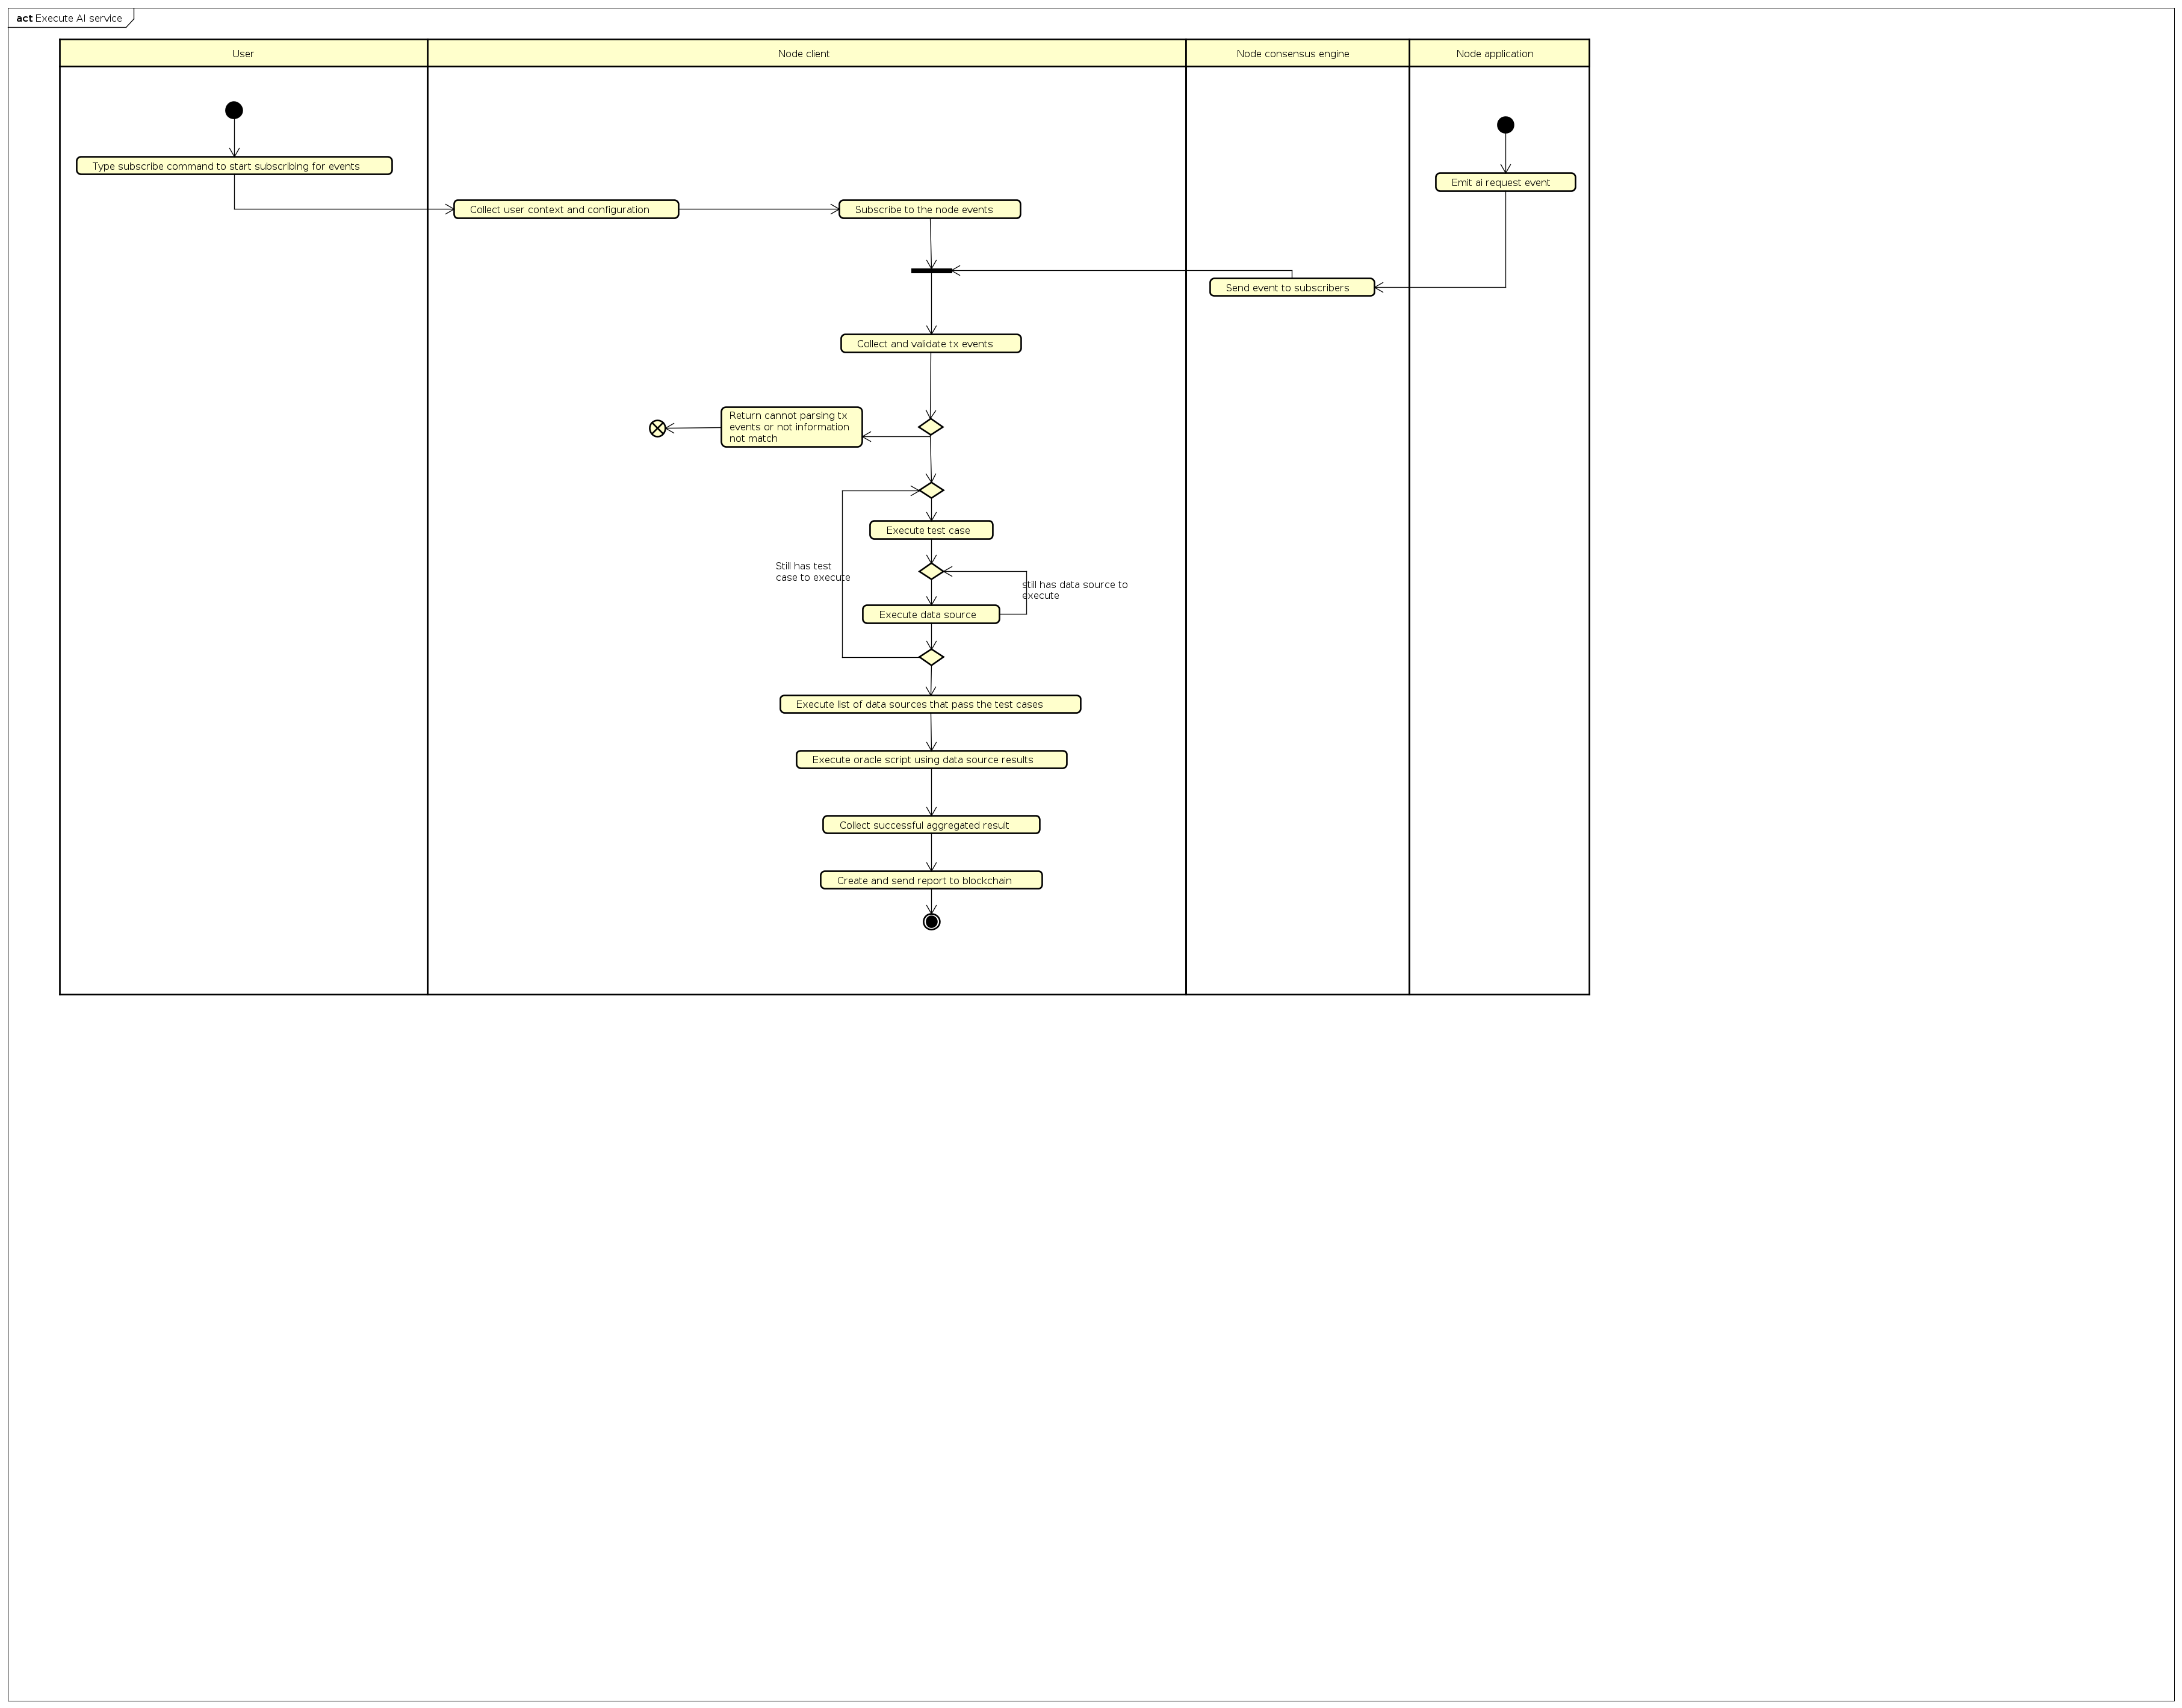 act Execute AI service
User
Node client
Node consensus engine
Node application
Type subscribe command to start subscribing for events
Emit ai request event
Collect user context and configuration
Subscribe to the node events
Send event to subscribers
Collect and validate tx events
Return cannot parsing tx
events or not information
not match
Execute test case
Still has test
case to execute
still has data source to
execute
Execute data source
Execute list of data sources that pass the test cases
Execute oracle script using data source results
Collect successful aggregated result
Create and send report to blockchain